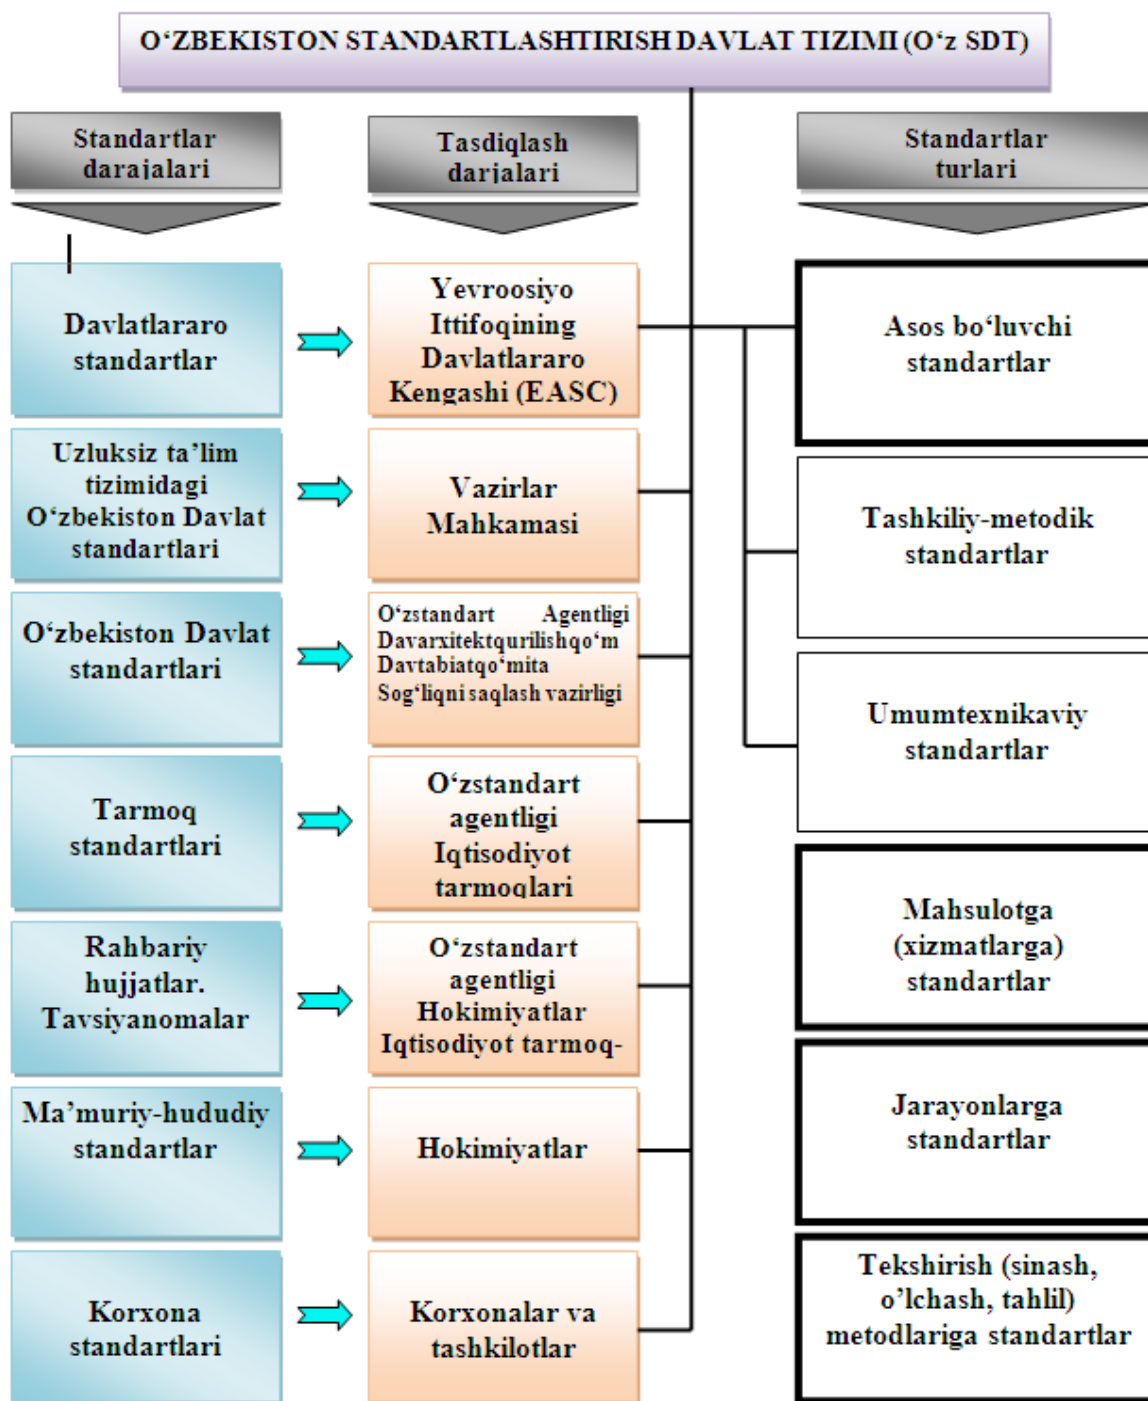 O‘ZBEKISTON STANDARTLASHTIRISH DAVLAT TIZIMI (O‘z SDT)
Standartlar
darajalari
Tasdiqlash
darjalari
Standartlar
turlari
Davlatlararo
standartlar
Yevroosiyo
Ittifoqining
Davlatlararo
Kengashi (EASC)
Asos bo‘luvchi
standartlar
Uzluksiz ta’lim
tizimidagi
O‘zbekiston Davlat
standartlari
Vazirlar
Mahkamasi
Tashkiliy-metodik
standartlar
O‘zbekiston Davlat
standartlari
O‘zstandart Agentligi
Davarxitektqurilishqo‘m
Davtabiatqo‘mita
Sog‘liqni saqlash vazirligi
Umumtexnikaviy
standartlar
Tarmoq
standartlari
O‘zstandart
agentligi
Iqtisodiyot
tarmoqlari
Mahsulotga
(xizmatlarga)
standartlar
Rahbariy
hujjatlar.
Tavsiyanomalar
O‘zstandart
agentligi
Hokimiyatlar
Iqtisodiyot tarmoq-
Jarayonlarga
standartlar
Ma’muriy-hududiy
standartlar
Hokimiyatlar
Korxona
standartlari
Korxonalar va
tashkilotlar
Tekshirish (sinash,
o’lchash, tahlil)
metodlariga standartlar